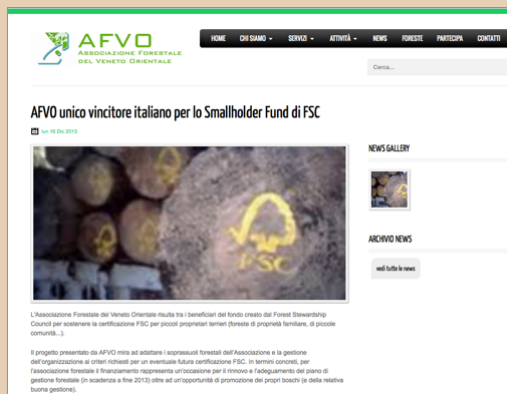 AFVO
ASSOCIAZIONE FORESTALE
DEL VENETO ORIENTALE
HOME CHI SIAMO SERVIZI ATTIVITÀ NEWS FORESTE PARTECIPA CONTATTI
Cerca...
AFVO unico vincitore italiano per lo Smallholder Fund di FSC
lun 16 Dic 2013
NEWS GALLERY
FSC
ARCHIVIO NEWS
vedi tutte le news
L'Associazione Forestale del Veneto Orientale risulta tra i beneficiari del fondo creato dal Forest Stewardship
Council per sostenere la certificazione FSC per piccoli proprietari terrieri (foreste di proprietà familiare, di piccole
comunità...).
Il progetto presentato da AFVO mira ad adattare i soprassuoli forestali dell'Associazione e la gestione
dell'organizzazione ai criteri richiesti per un eventuale futura certificazione FSC. In termini concreti, per
l'associazione forestale il finanziamento rappresenta un'occasione per il rinnovo e l'adeguamento del piano di
gestione forestale (in scadenza a fine 2013) oltre ad un'opportunità di promozione dei propri boschi (e della relativa
buona gestione).